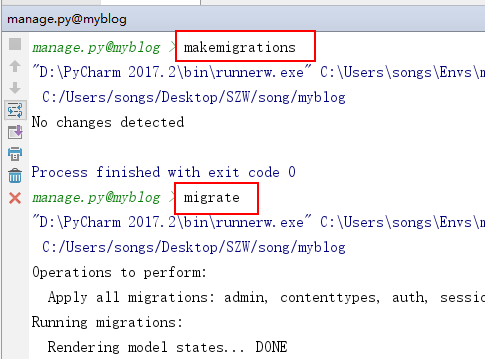 manage.py@myblog
manage.py@myblog > makemigrations
"D:\PyCharm 2017.2\bin\runnerw.exe" C:\Users\songs\Envs\m
C:/Users/songs/Desktop/SZW/song/myblog
No changes detected
Process finished with exit code 0
manage.py@myblog > migrate
"D:\PyCharm 2017.2\bin\runnerw.exe" C:\Users\songs\Envs\m
C:/Users/songs/Desktop/SZW/song/myblog
Operations to perform:
Apply all migrations: admin, contenttypes, auth, sessio
Running migrations:
Rendering model states... DONE